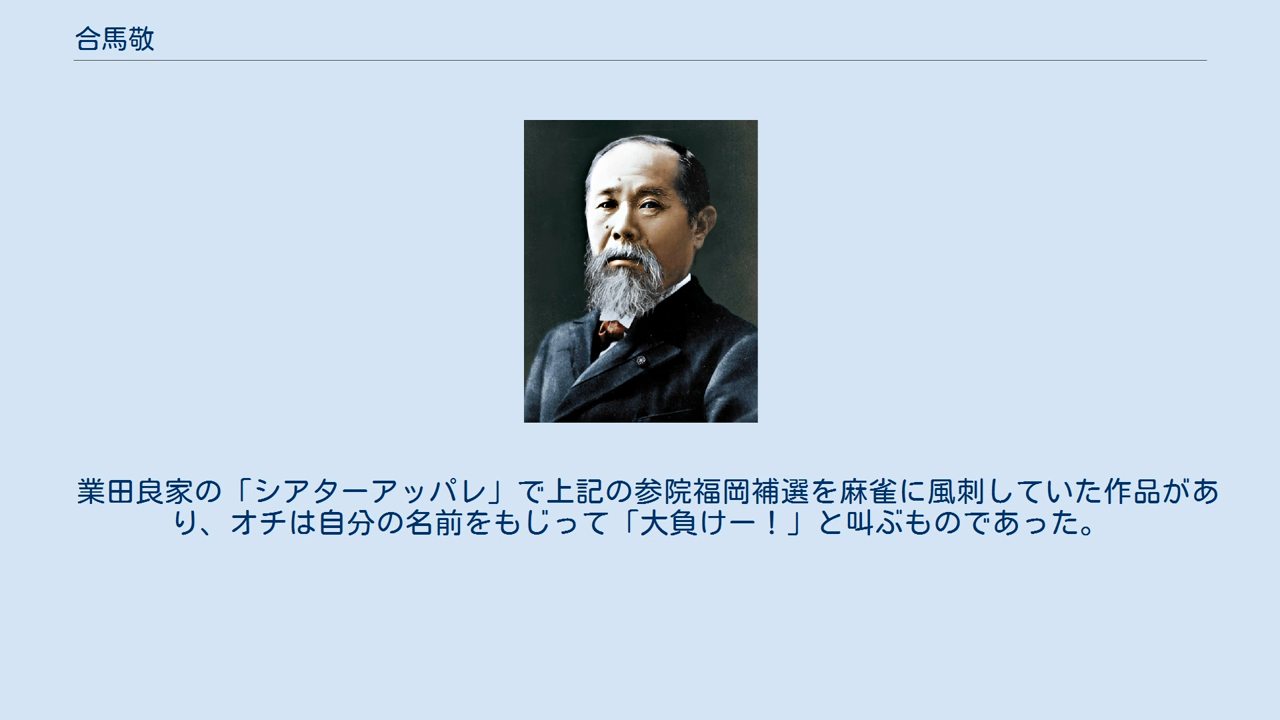 合馬敬
業田良家の「シアターアッパレ」で上記の参院福岡補選を麻雀に風刺していた作品があ
り、オチは自分の名前をもじって「大負けー！」と叫ぶものであった。